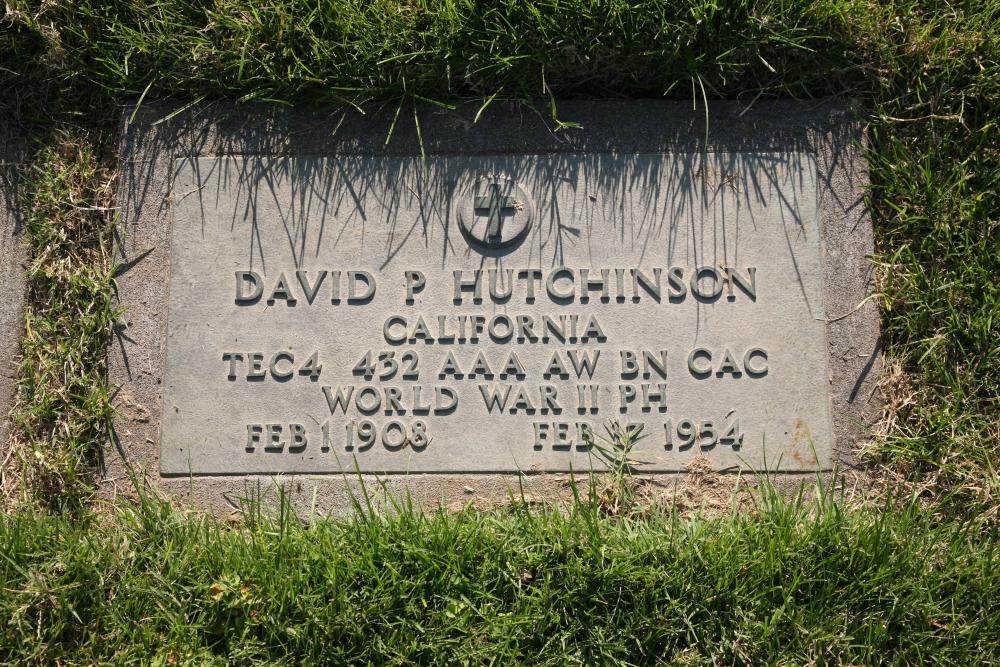 DAVID P HUTCHINSON
CALIFORNIA
TEC4 432 AAA AW BN CAC
WORLD WAR II PH
FEB 1 1908 FEB 1954